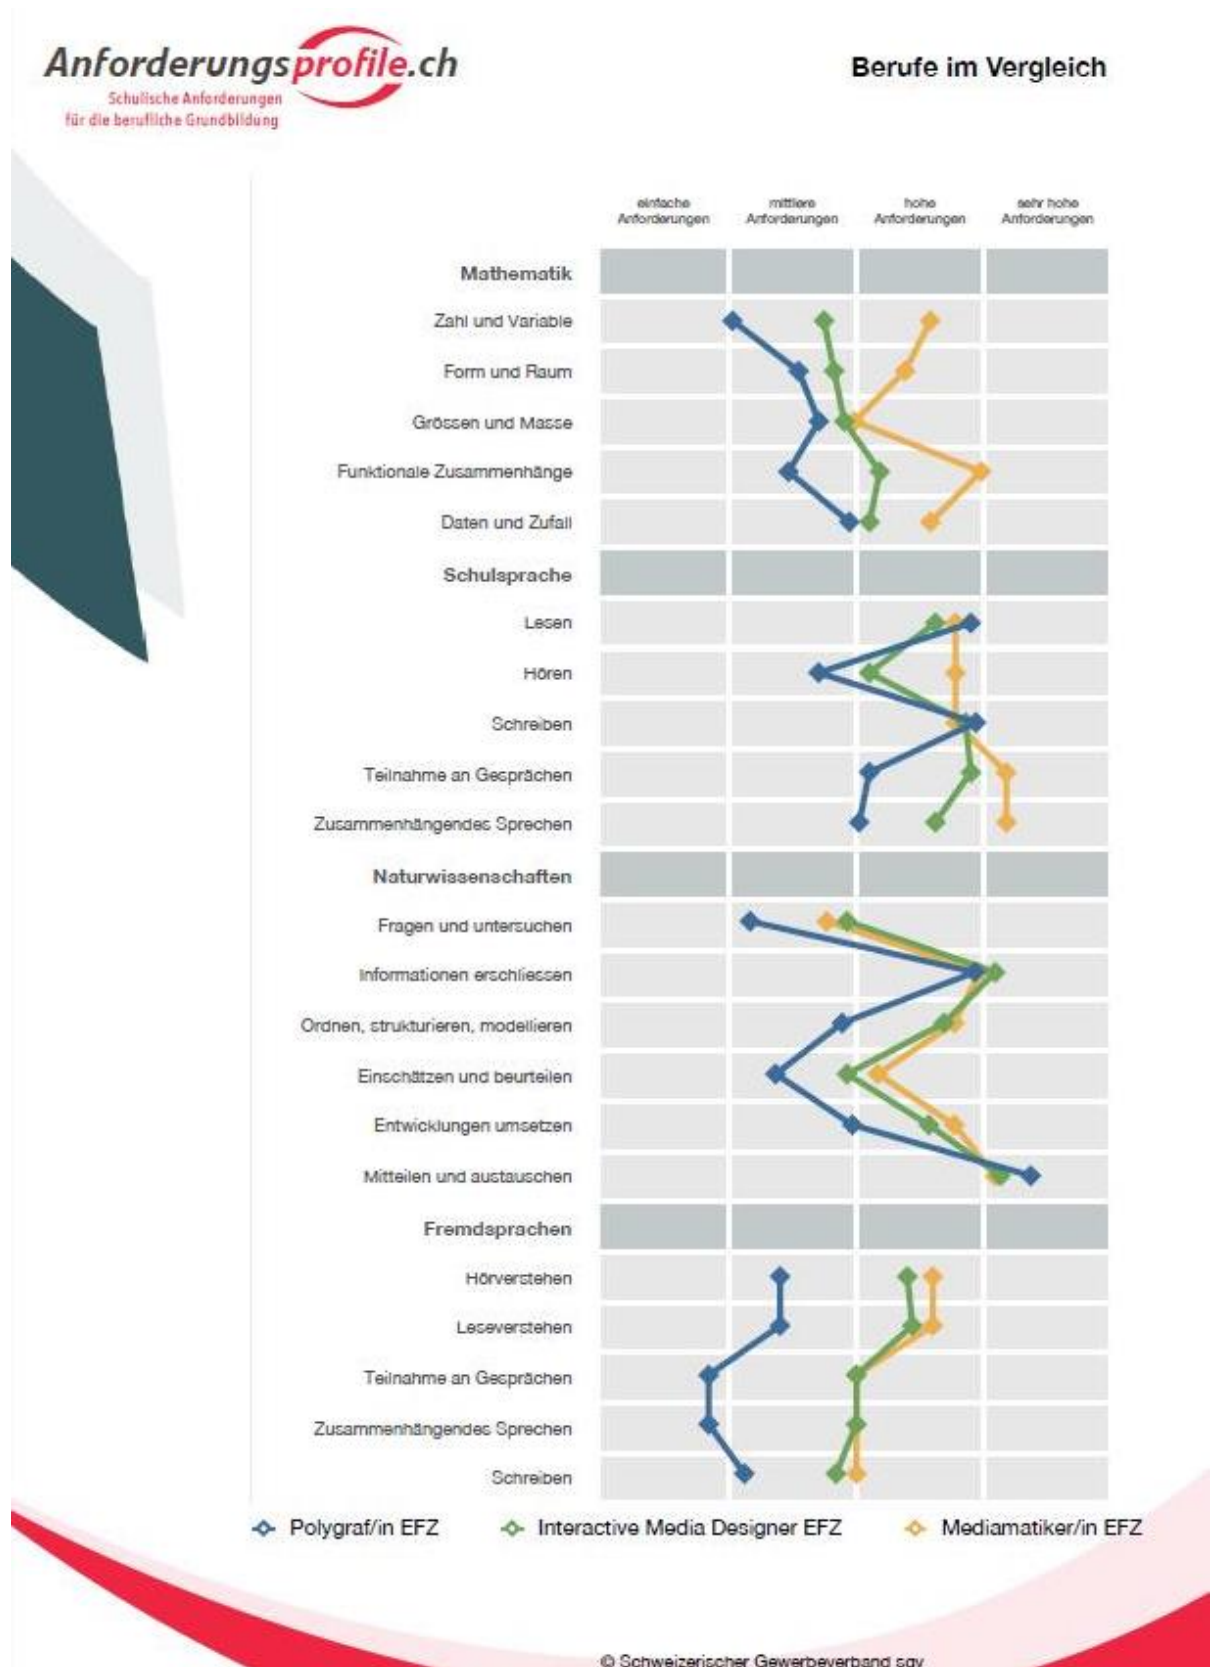 Anforderungsprofile.ch
Schulische Anforderungen
für die berufliche Grundbildung
Berufe im Vergleich
einfache
Anforderungen
mittlere
Anforderungen
hohe
Anforderungen
sehr hohe
Anforderungen
Mathematik
Zahl und Variable
Form und Raum
Grössen und Masse
Funktionale Zusammenhänge
Daten und Zufall
Schulsprache
Lesen
Hören
Schreiben
Teilnahme an Gesprächen
Zusammenhängendes Sprechen
Naturwissenschaften
Fragen und untersuchen
Informationen erschliessen
Ordnen, strukturieren, modellieren
Einschätzen und beurteilen
Entwicklungen umsetzen
Mitteilen und austauschen
Fremdsprachen
Hörverstehen
Leseverstehen
Teilnahme an Gesprächen
Zusammenhängendes Sprechen
Schreiben
Polygraf/in EFZ
Interactive Media Designer EFZ
Mediamatiker/in EFZ
© Schweizerischer Gewerbeverband sgv